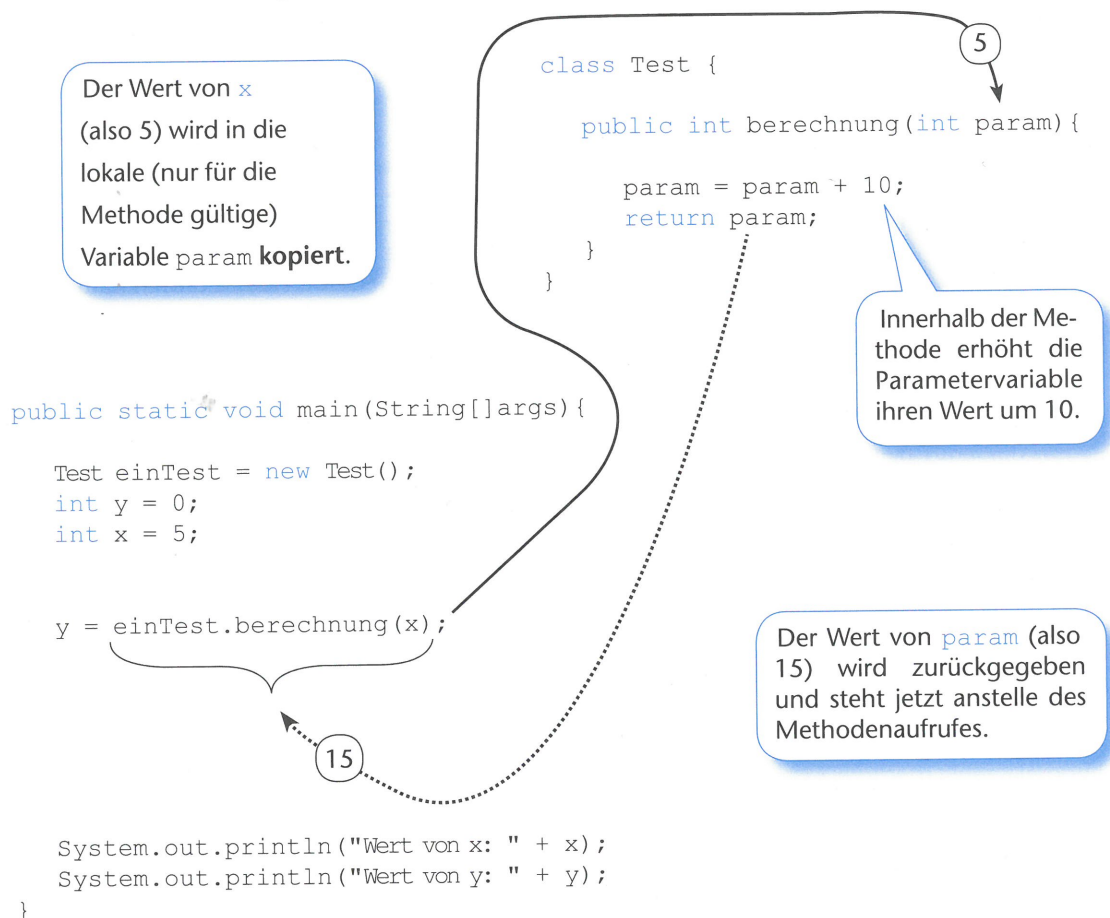 Der Wert von x
(also 5) wird in die
lokale (nur für die
Methode gültige)
Variable param kopiert.
5
class Test {
public int berechnung(int param){
param = param + 10;
return param;
}
}
Innerhalb der Me-
thode erhöht die
Parametervariable
ihren Wert um 10.
public static void main(String[]args){
Test einTest = new Test();
int y = 0;
int x = 5;
y = einTest.berechnung(x);
15
Der Wert von param (also
15) wird zurückgegeben
und steht jetzt anstelle des
Methodenaufrufes.
System.out.println("Wert von x: " + x);
System.out.println("Wert von y: " + y);
}